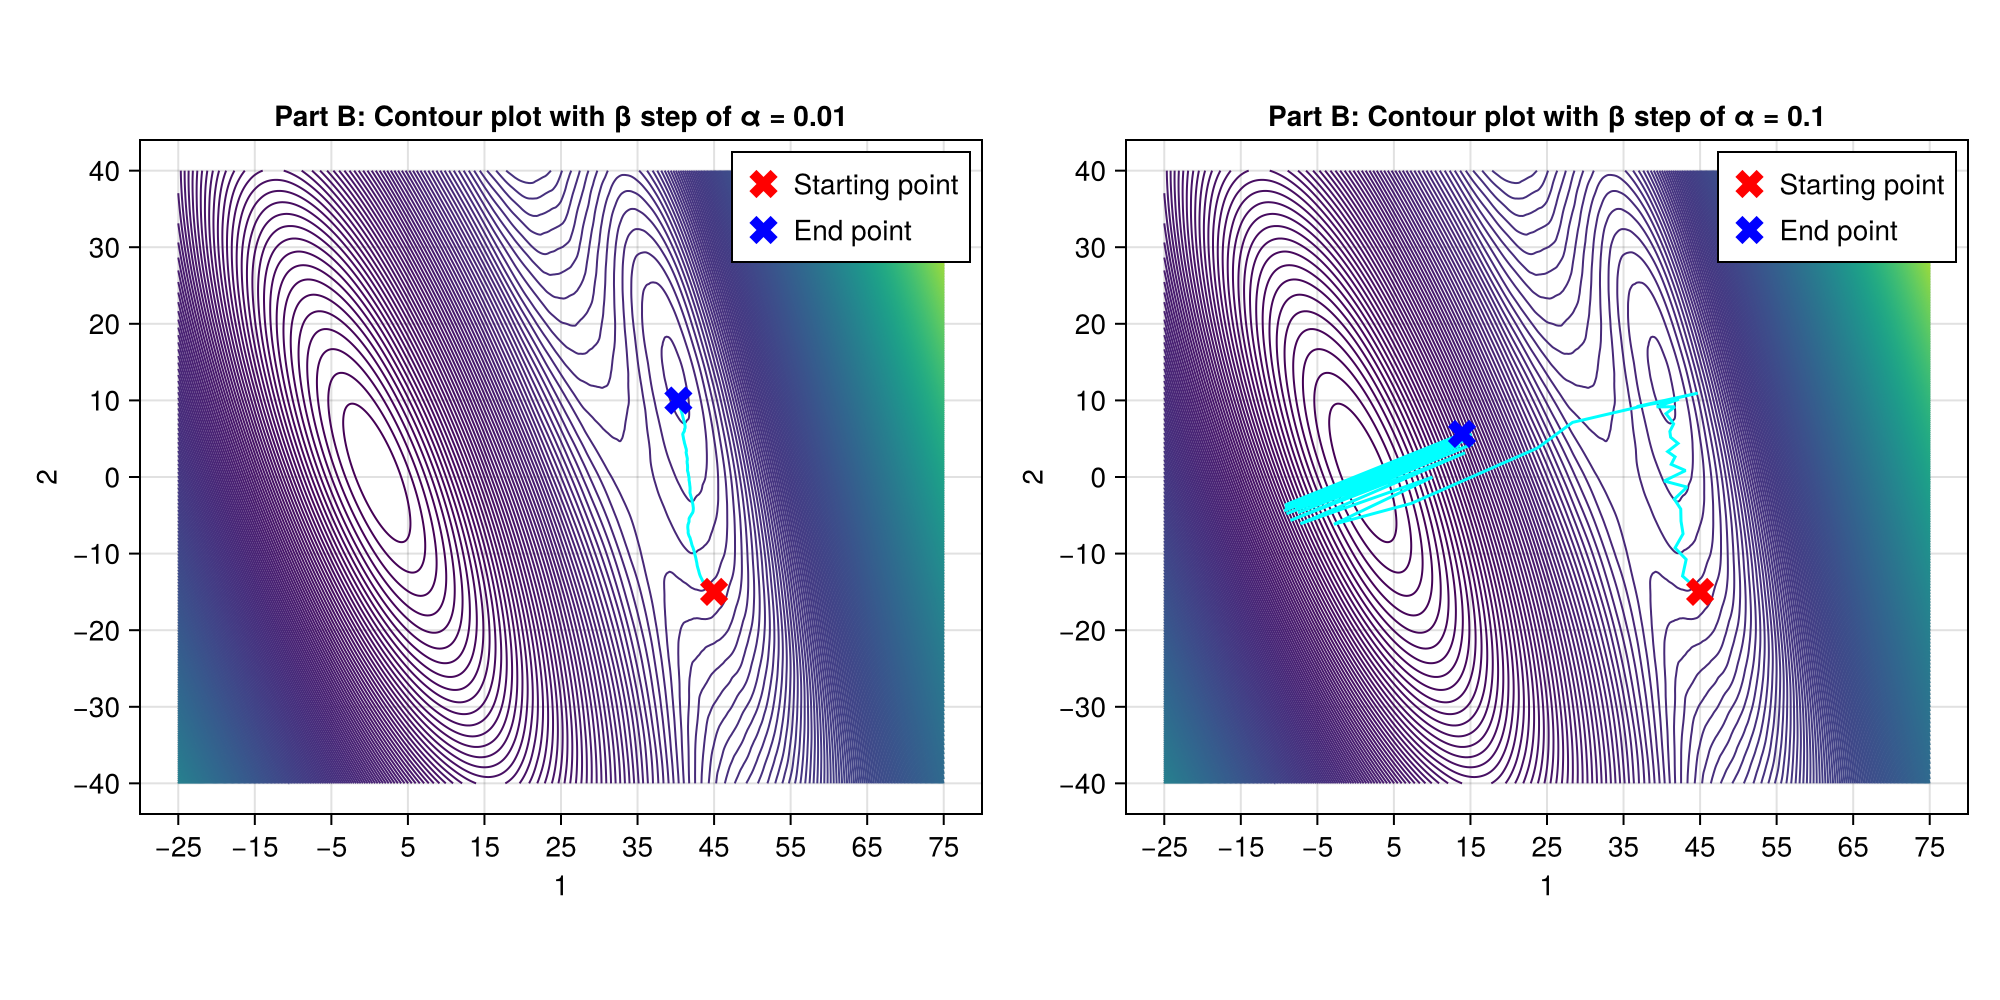 Part B: Contour plot with β step of α = 0.01
Starting point
End point
40
30
20
10
0
−10
−20
−30
−40
2
−25 −15 −5 5 15 25 35 45 55 65 75
1
Part B: Contour plot with β step of α = 0.1
Starting point
End point
40
30
20
10
0
−10
−20
−30
−40
2
−25 −15 −5 5 15 25 35 45 55 65 75
1